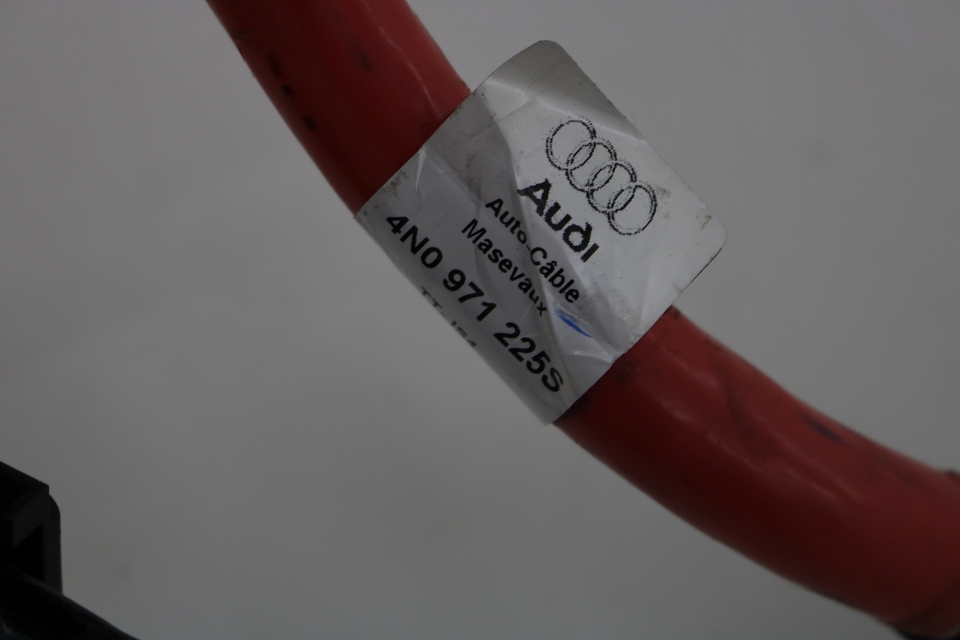 Audi
Auto-Câble
Masevaux
4N0 971 225S